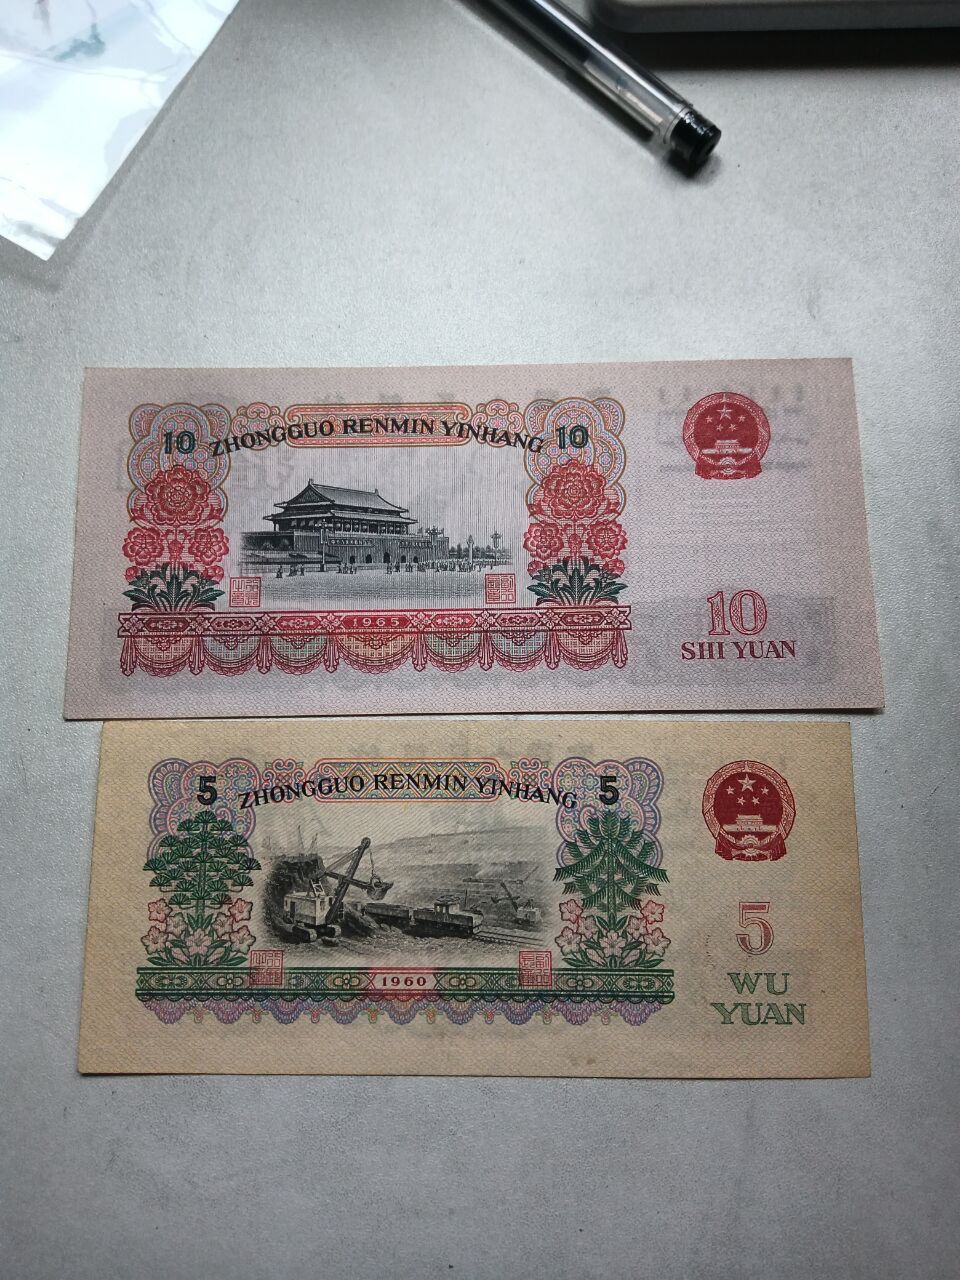 10 ZHONGGUO RENMIN YINHANG 10
1965
10
SHI YUAN
5 ZHONGGUO RENMIN YINHANG 5
1960
5
WU
YUAN